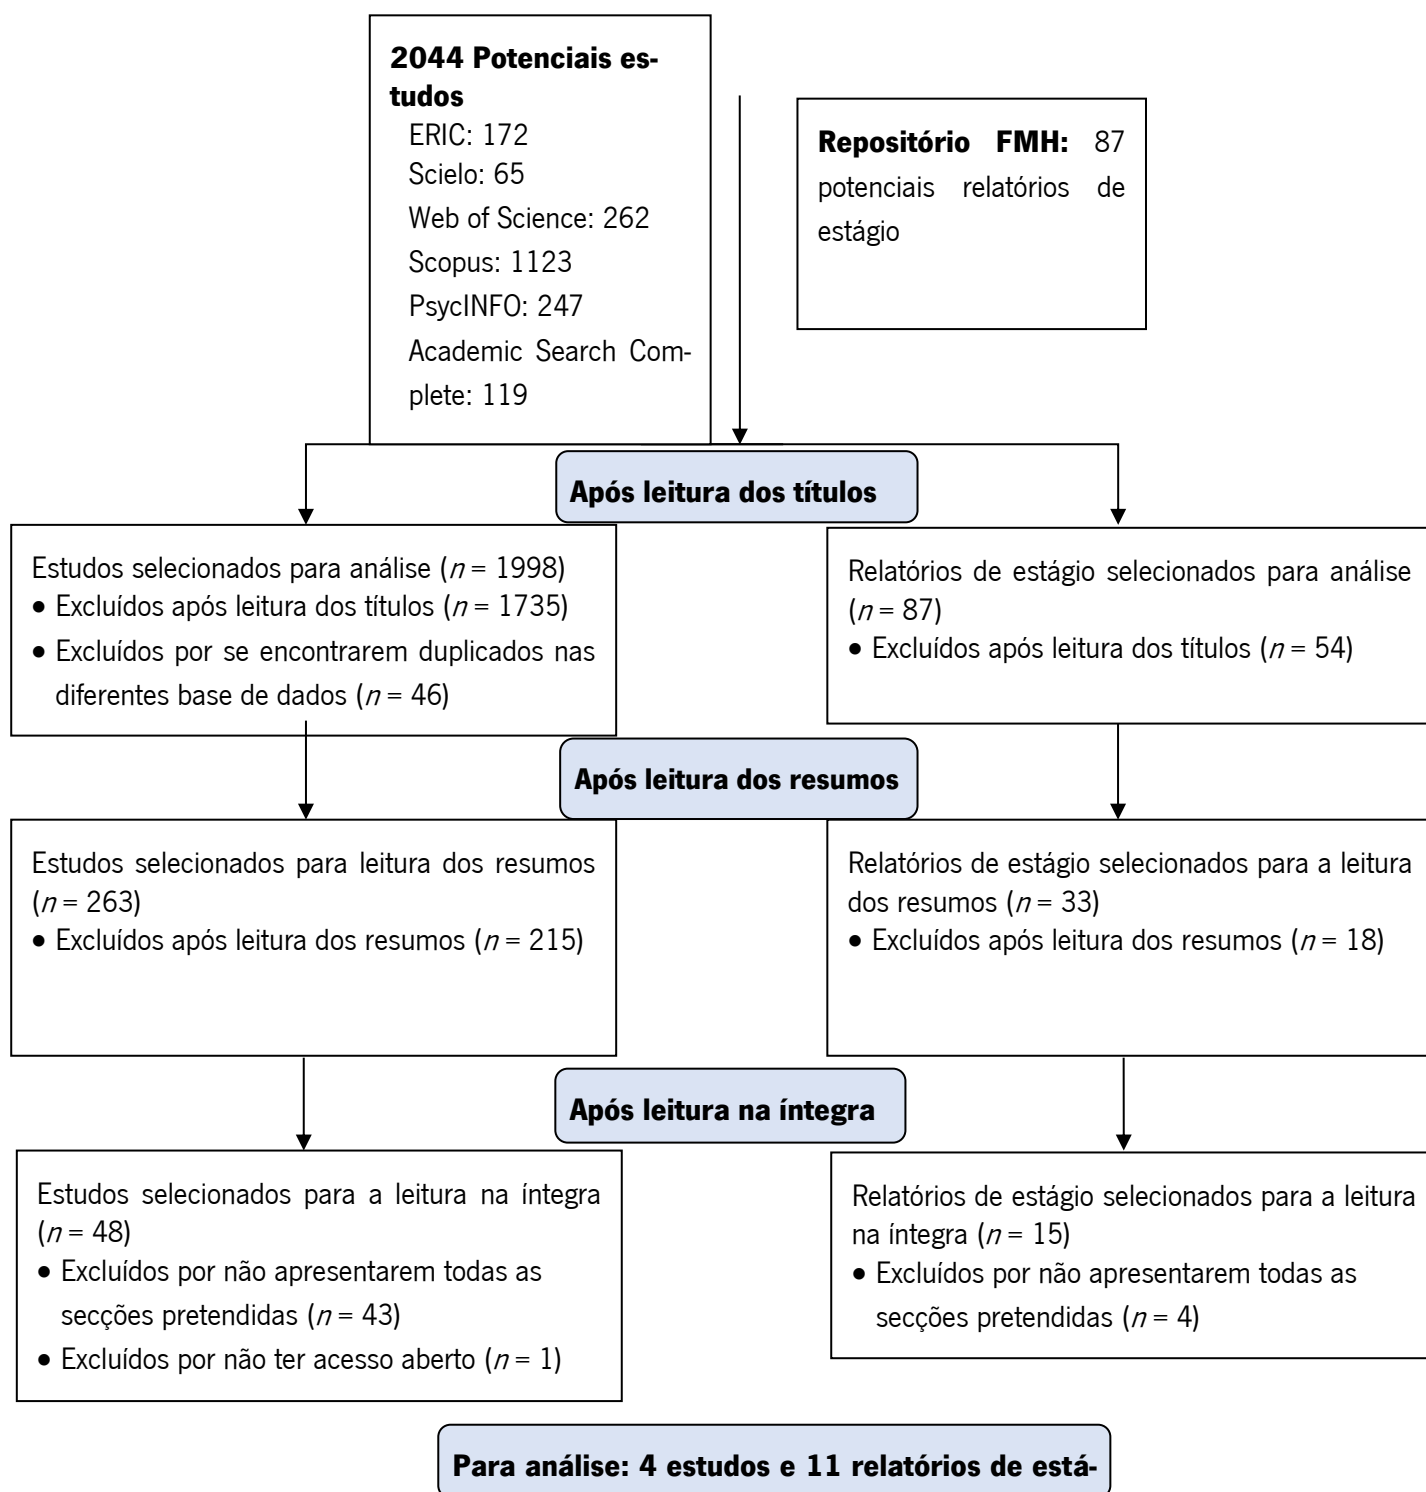 2044 Potenciais es-
tudos
ERIC: 172
Scielo: 65
Web of Science: 262
Scopus: 1123
PsycINFO: 247
Academic Search Com-
plete: 119
Repositório FMH: 87
potenciais relatórios de
estágio
Após leitura dos títulos
Estudos selecionados para análise (n = 1998)
• Excluídos após leitura dos títulos (n = 1735)
• Excluídos por se encontrarem duplicados nas
diferentes base de dados (n = 46)
Relatórios de estágio selecionados para análise
(n = 87)
• Excluídos após leitura dos títulos (n = 54)
Após leitura dos resumos
Estudos selecionados para leitura dos resumos
(n = 263)
• Excluídos após leitura dos resumos (n = 215)
Relatórios de estágio selecionados para a leitura
dos resumos (n = 33)
• Excluídos após leitura dos resumos (n = 18)
Após leitura na íntegra
Estudos selecionados para a leitura na íntegra
(n = 48)
• Excluídos por não apresentarem todas as
secções pretendidas (n = 43)
• Excluídos por não ter acesso aberto (n = 1)
Relatórios de estágio selecionados para a leitura
na íntegra (n = 15)
• Excluídos por não apresentarem todas as
secções pretendidas (n = 4)
Para análise: 4 estudos e 11 relatórios de está-